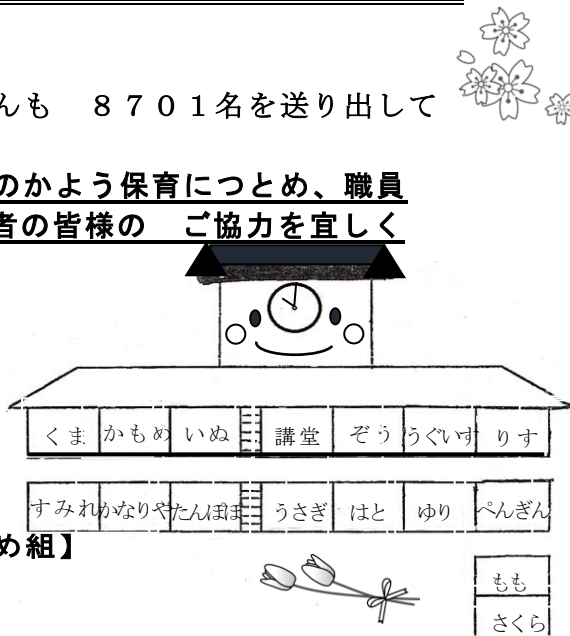 んも　８７０１名を送り出して
のかよう保育につとめ、職員
者の皆様の　ご協力を宜しく
くま かもめ いぬ 講堂 ぞう うぐいす りす
すみれ かなりや たんぽぽ うさぎ はと ゆり ぺんぎん
め組】
もも
さくら